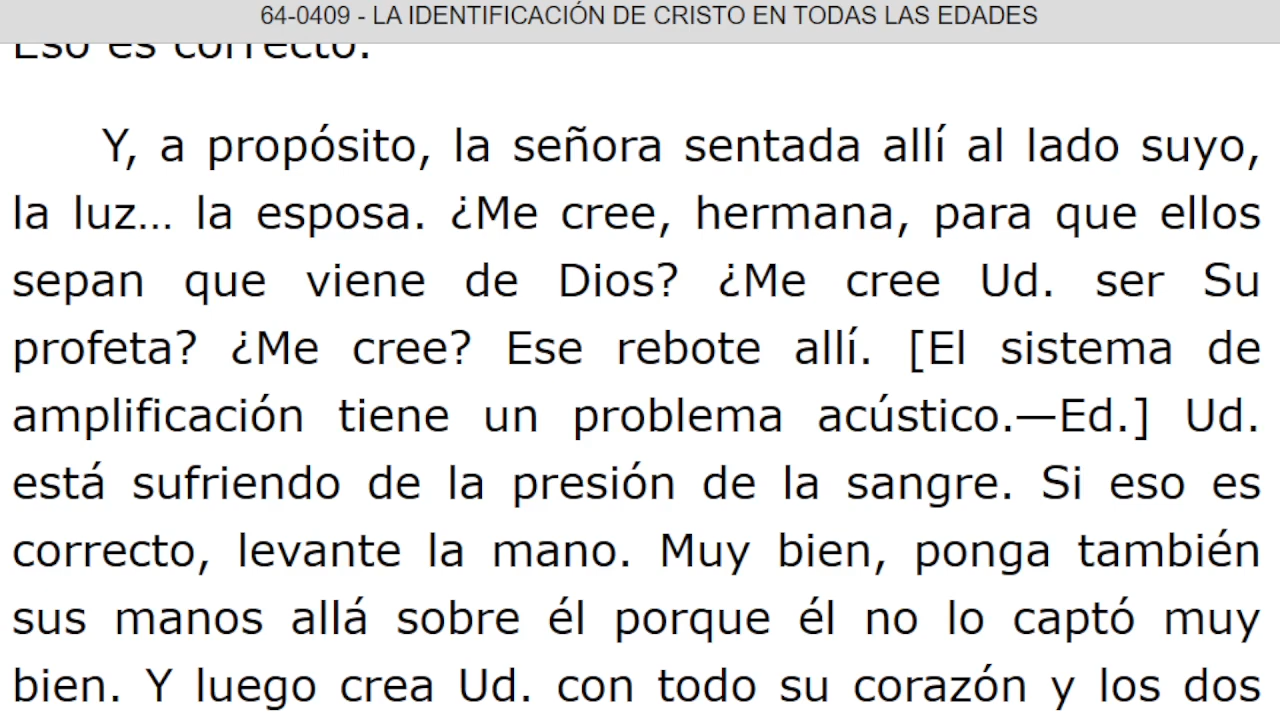 64-0409 - LA IDENTIFICACIÓN DE CRISTO EN TODAS LAS EDADES
Eso es correcto.
Y, a propósito, la señora sentada allí al lado suyo,
la luz... la esposa. ¿Me cree, hermana, para que ellos
sepan que viene de Dios? ¿Me cree Ud. ser Su
profeta? ¿Me cree? Ese rebote allí. [El sistema de
amplificación tiene un problema acústico.—Ed.] Ud.
está sufriendo de la presión de la sangre. Si eso es
correcto, levante la mano. Muy bien, ponga también
sus manos allá sobre él porque él no lo captó muy
bien. Y luego crea Ud. con todo su corazón y los dos